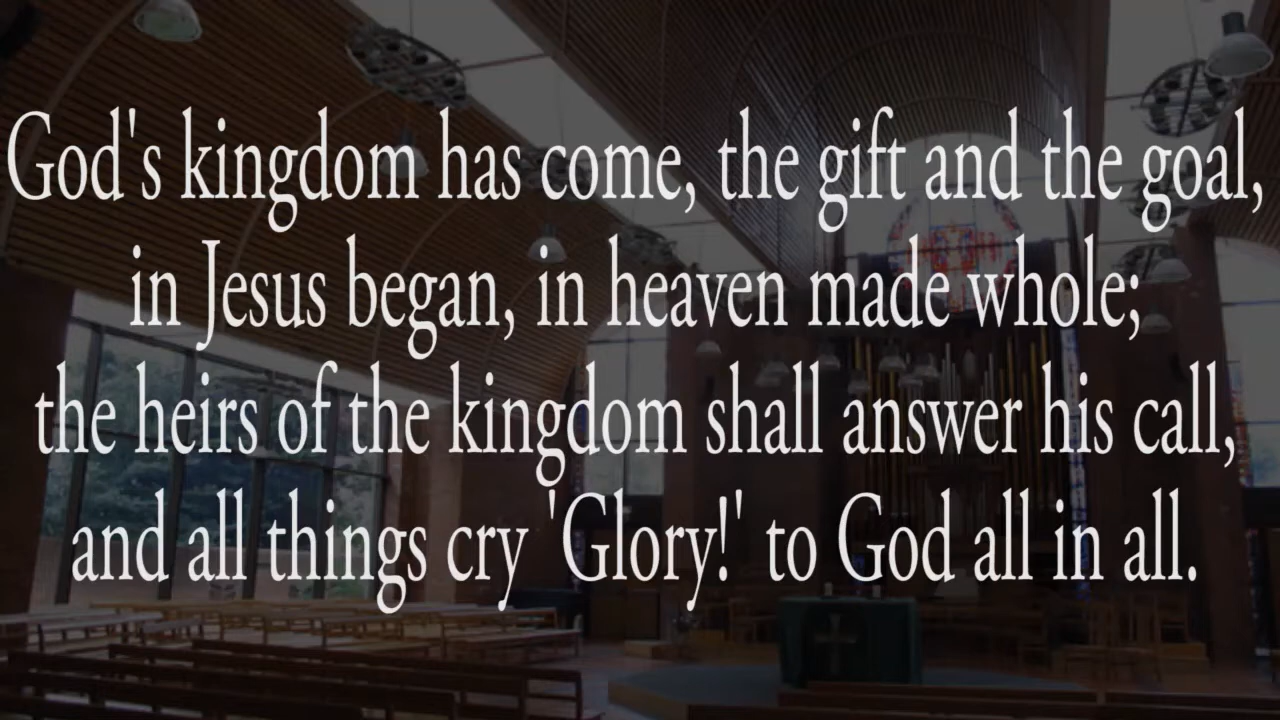 God's kingdom has come, the gift and the goal,
in Jesus began, in heaven made whole;
the heirs of the kingdom shall answer his call,
and all things cry 'Glory!' to God all in all.